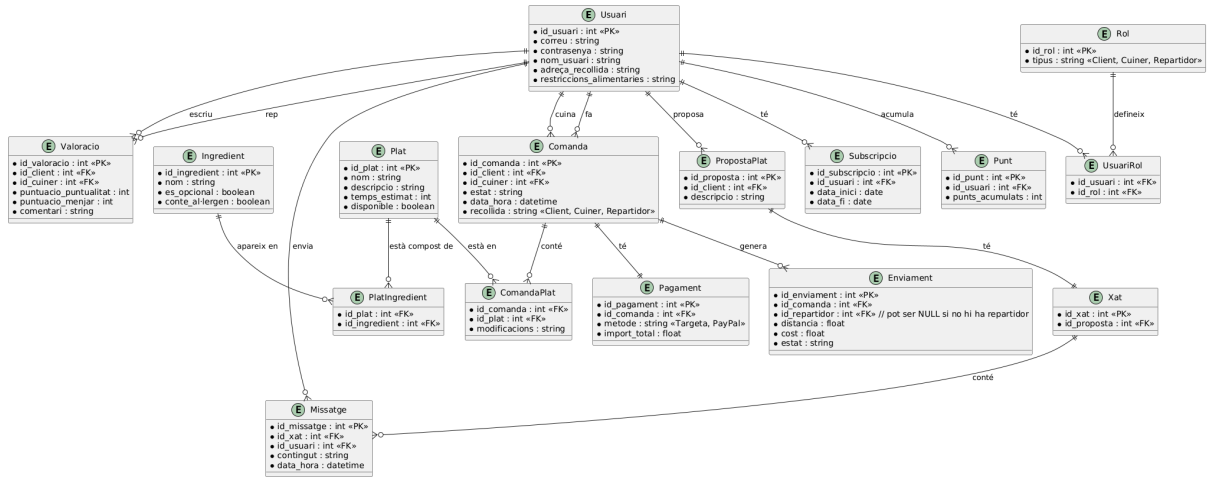 E Usuari
id_usuari : int «PK»
correu : string
contrasenya : string
nom_usuari : string
adreça_recollida : string
restriccions_alimentaries : string
E Rol
id_rol : int «PK»
tipus : string «Client, Cuiner, Repartidor»
escriu
rep
cuina
fa
proposa
té
acumula
té
defineix
E Valoracio
id_valoracio : int «PK»
id_client : int «FK»
id_cuiner : int «FK»
puntuacio_puntualitat : int
puntuacio_menjar : int
comentari : string
E Ingredient
id_ingredient : int «PK»
nom : string
es_opcional : boolean
conte_al·lergen : boolean
E Plat
id_plat : int «PK»
nom : string
descripcio : string
temps_estimat : int
disponible : boolean
E Comanda
id_comanda : int «PK»
id_client : int «FK»
id_cuiner : int «FK»
estat : string
data_hora : datetime
recollida : string «Client, Cuiner, Repartidor»
E PropostaPlat
id_proposta : int «PK»
id_client : int «FK»
descripcio : string
E Subscripcio
id_subscripcio : int «PK»
id_usuari : int «FK»
data_inici : date
data_fi : date
E Punt
id_punt : int «PK»
id_usuari : int «FK»
punts_acumulats : int
E UsuariRol
id_usuari : int «FK»
id_rol : int «FK»
apareix en
envia
està compost de
està en
conté
té
genera
té
E PlatIngredient
id_plat : int «FK»
id_ingredient : int «FK»
E ComandaPlat
id_comanda : int «FK»
id_plat : int «FK»
modificacions : string
E Pagament
id_pagament : int «PK»
id_comanda : int «FK»
metode : string «Targeta, PayPal»
import_total : float
E Enviament
id_enviament : int «PK»
id_comanda : int «FK»
id_repartidor : int «FK» // pot ser NULL si no hi ha repartidor
distancia : float
cost : float
estat : string
E Xat
id_xat : int «PK»
id_proposta : int «FK»
conté
E Missatge
id_missatge : int «PK»
id_xat : int «FK»
id_usuari : int «FK»
contingut : string
data_hora : datetime